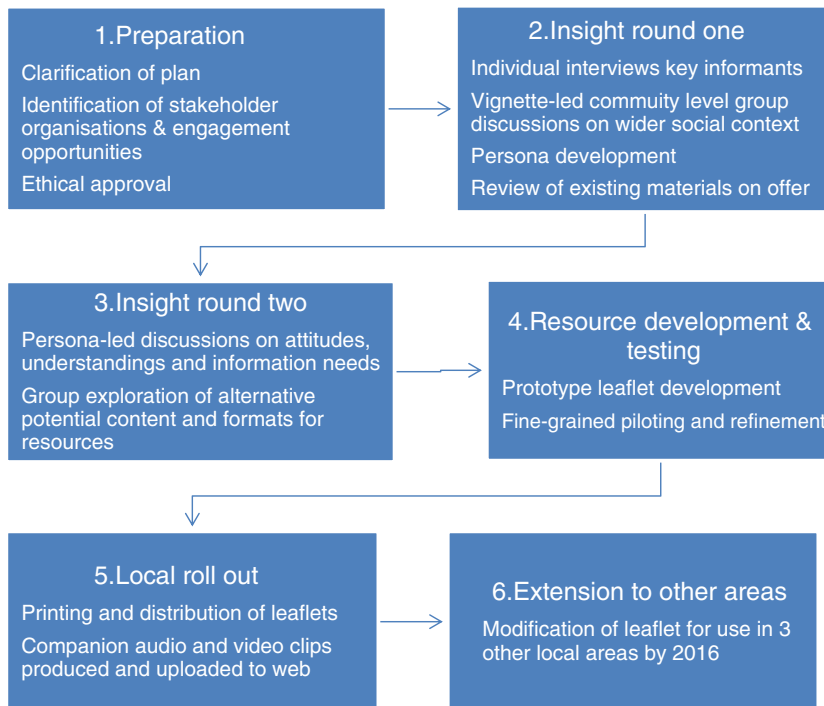 1.Preparation
Clarification of plan
Identification of stakeholder
organisations & engagement
opportunities
Ethical approval
2.Insight round one
Individual interviews key informants
Vignette-led commuity level group
discussions on wider social context
Persona development
Review of existing materials on offer
3.Insight round two
Persona-led discussions on attitudes,
understandings and information needs
Group exploration of alternative
potential content and formats for
resources
4.Resource development &
testing
Prototype leaflet development
Fine-grained piloting and refinement
5.Local roll out
Printing and distribution of leaflets
Companion audio and video clips
produced and uploaded to web
6.Extension to other areas
Modification of leaflet for use in 3
other local areas by 2016